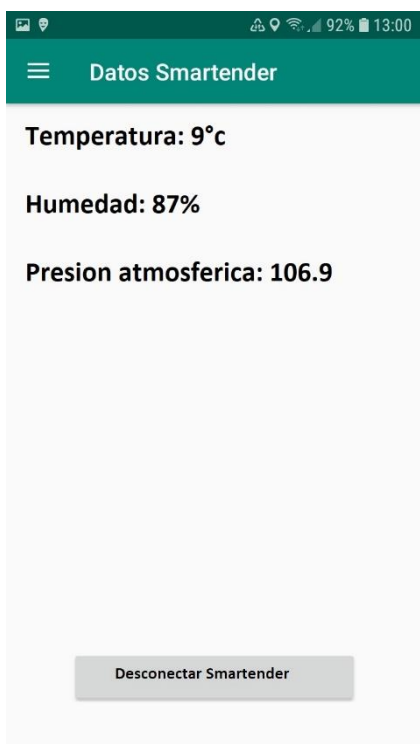 92% 13:00
Datos Smartender
Temperatura: 9°c
Humedad: 87%
Presion atmosferica: 106.9
Desconectar Smartender